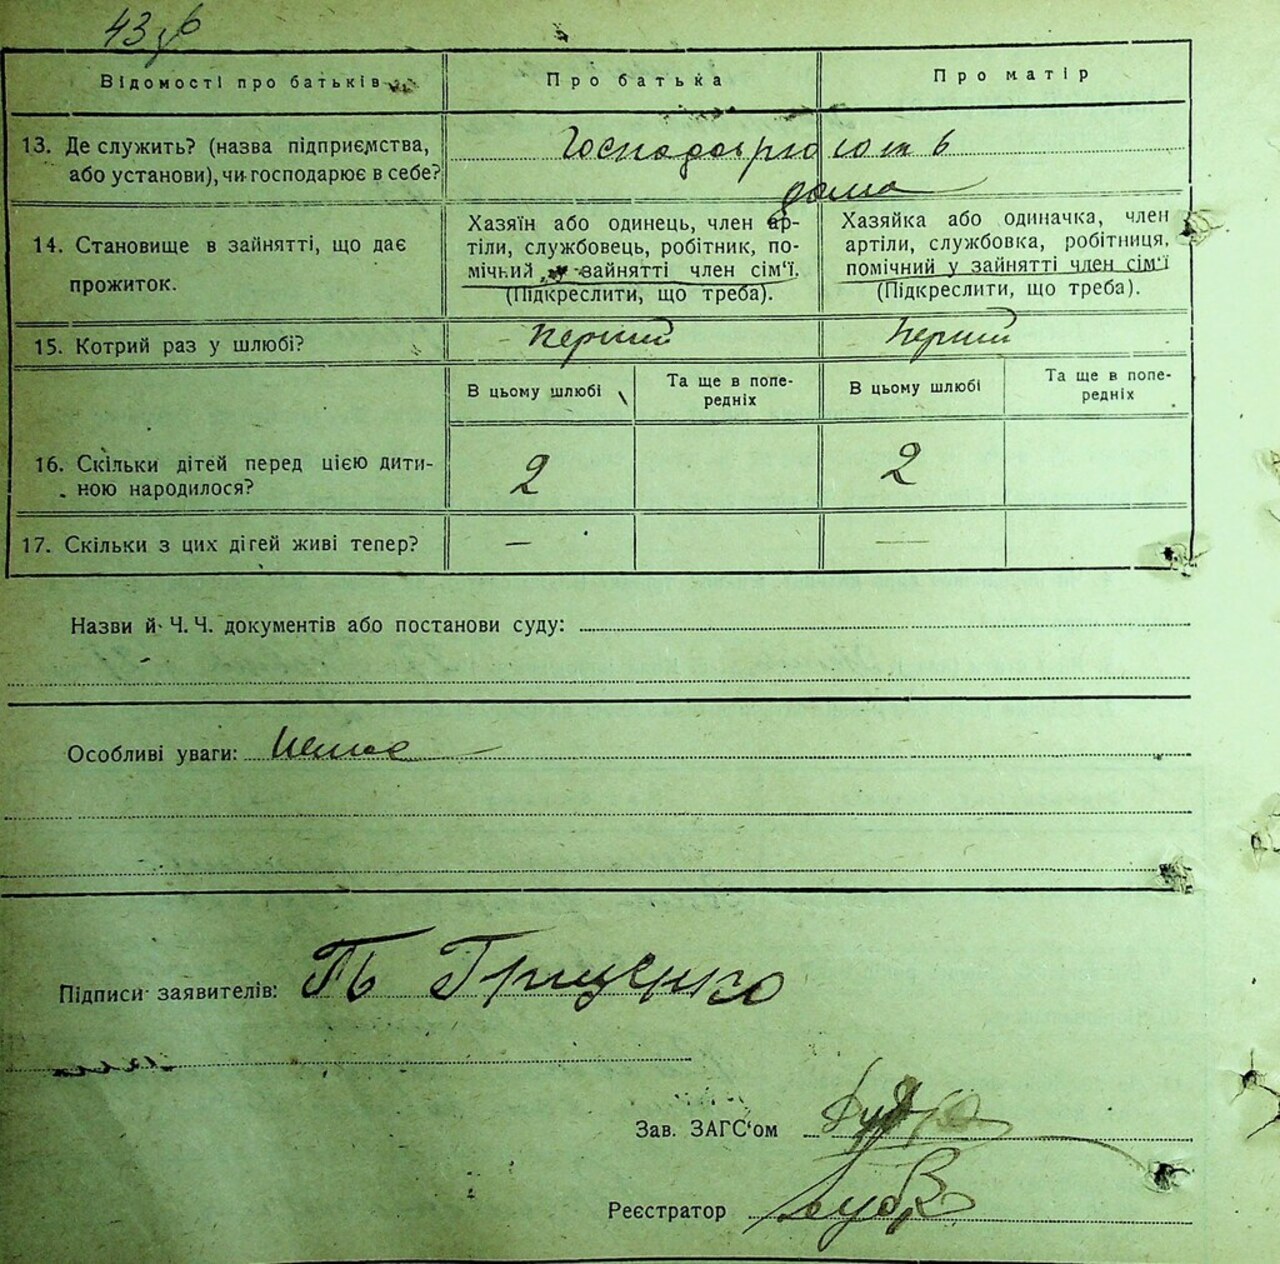 43 зв
Відомості про батьків
Про батька
Про матір
13. Де служить? (назва підприємства,
або установи), чи господарює в себе?
Господарюють
дома
14. Становище в зайнятті, що дає
прожиток.
Хазяїн або одинець, член ар-
тіли, службовець, робітник, по-
мічний у зайнятті член сім'ї.
(Підкреслити, що треба).
Хазяйка або одиначка, член
артіли, службовка, робітниця,
помічний у зайнятті член сім'ї
(Підкреслити, що треба).
15. Котрий раз у шлюбі?
Перший
Перший
В цьому шлюбі
Та ще в попе-
редніх
В цьому шлюбі
Та ще в попе-
редніх
16. Скільки дітей перед цією дити-
ною народилося?
2
2
17. Скільки з цих дітей живі тепер?
—
—
Назви й Ч. Ч. документів або постанови суду:
Особливі уваги:
Підписи заявителів: Грищенко
Зав. ЗАГС'ом
Реєстратор